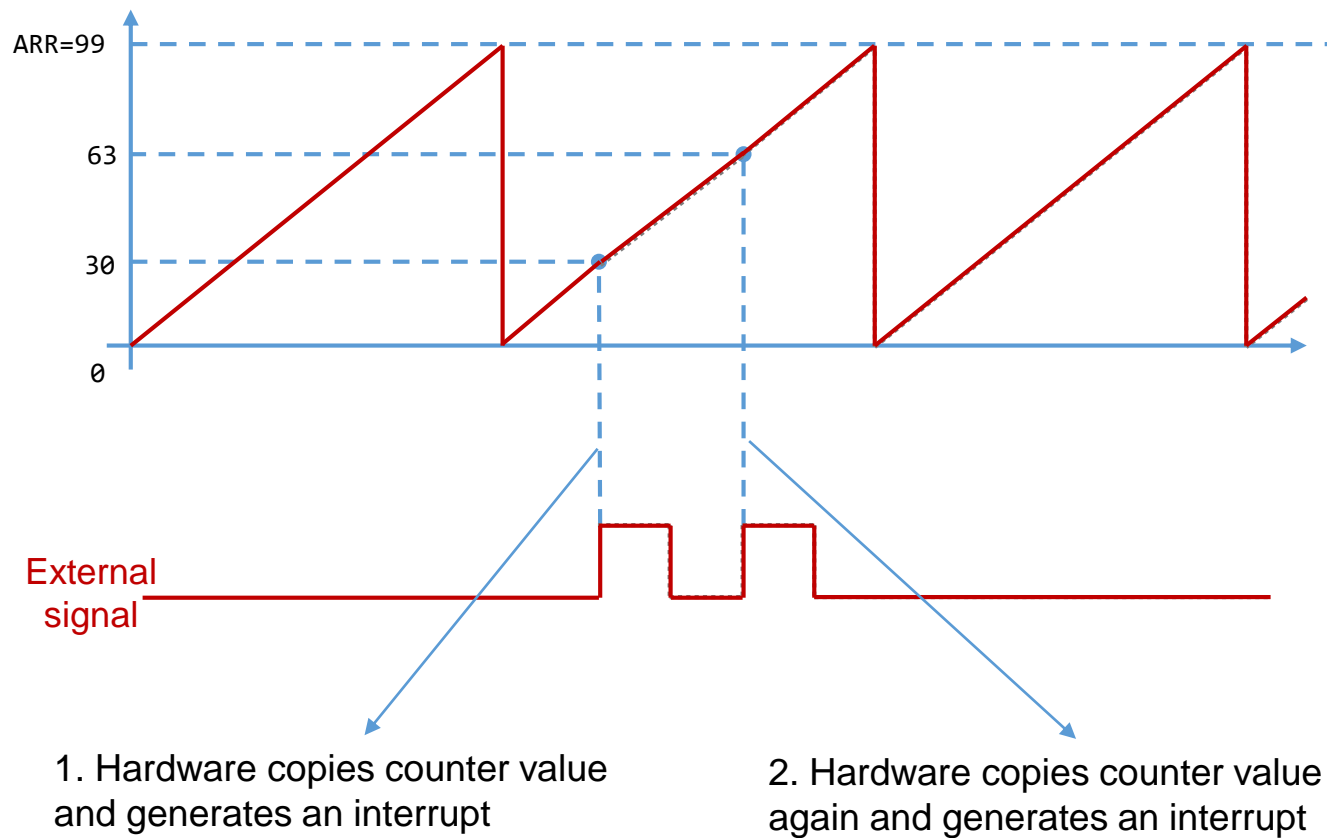 ARR=99
63
30
0
External
signal
1. Hardware copies counter value
and generates an interrupt
2. Hardware copies counter value
again and generates an interrupt